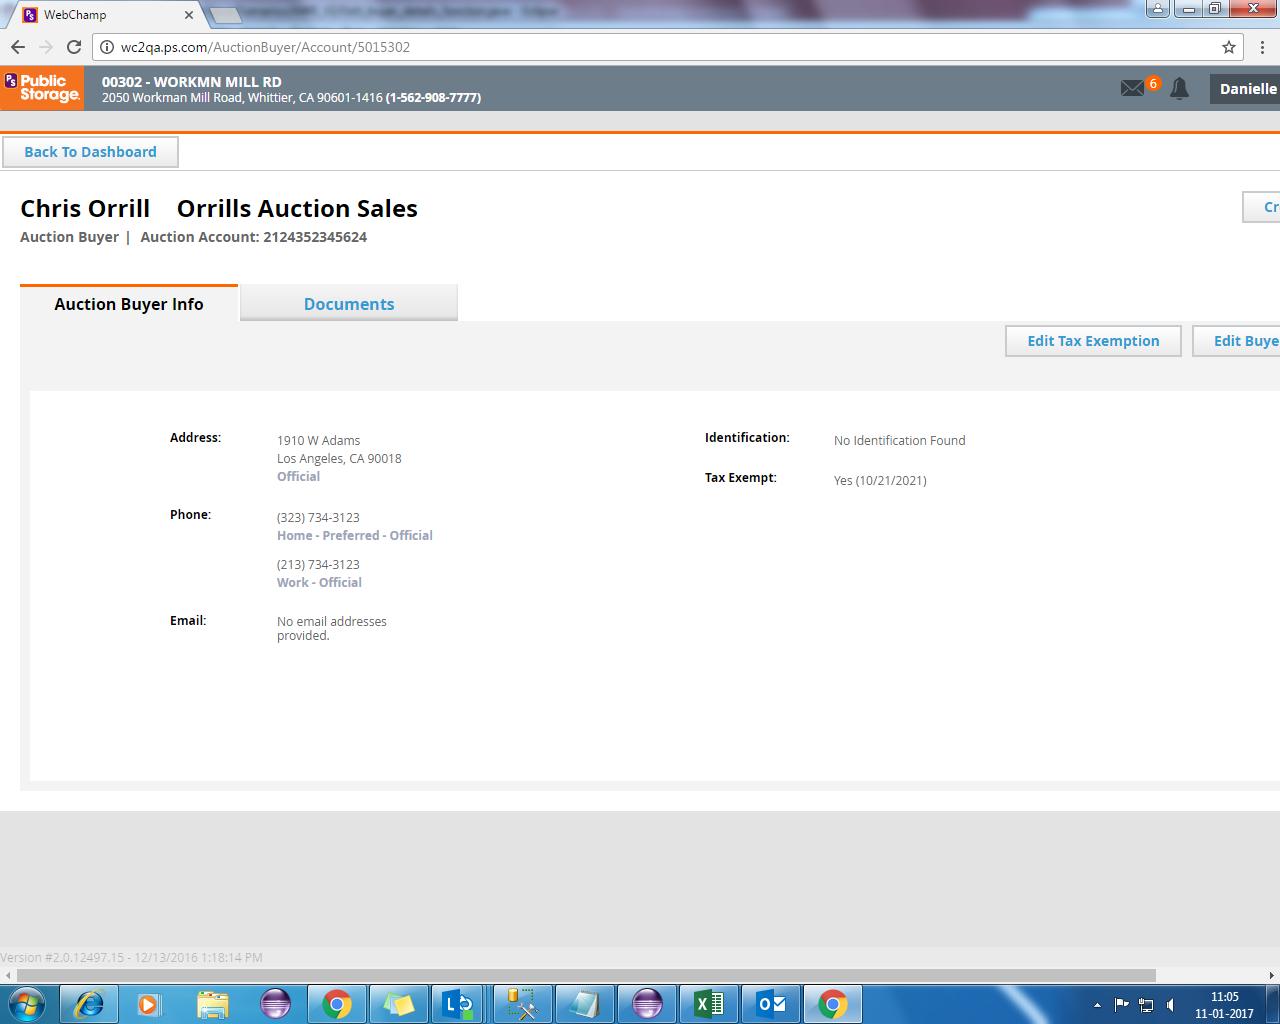 WebChamp
wc2qa.ps.com/AuctionBuyer/Account/5015302
PS Public Storage.
00302 - WORKMN MILL RD
2050 Workman Mill Road, Whittier, CA 90601-1416 (1-562-908-7777)
6
Danielle
Back To Dashboard
Chris Orrill Orrills Auction Sales
Cr
Auction Buyer | Auction Account: 2124352345624
Auction Buyer Info
Documents
Edit Tax Exemption
Edit Buye
Address:
1910 W Adams
Los Angeles, CA 90018
Official
Phone:
(323) 734-3123
Home - Preferred - Official
(213) 734-3123
Work - Official
Email:
No email addresses
provided.
Identification:
No Identification Found
Tax Exempt:
Yes (10/21/2021)
Version #2.0.12497.15 - 12/13/2016 1:18:14 PM
11:05
11-01-2017